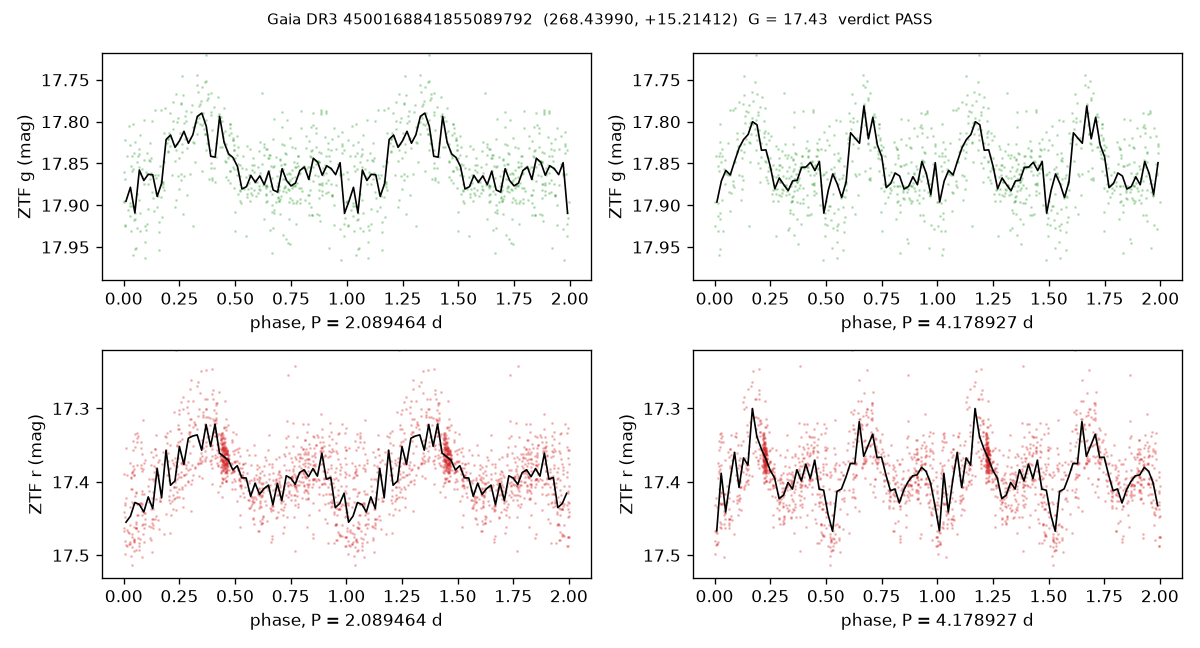 Gaia DR3 4500168841855089792 (268.43990, +15.21412) G = 17.43 verdict PASS
ZTF g (mag)
17.75
17.80
17.85
17.90
17.95
0.00 0.25 0.50 0.75 1.00 1.25 1.50 1.75 2.00
phase, P = 2.089464 d
ZTF g (mag)
17.75
17.80
17.85
17.90
17.95
0.00 0.25 0.50 0.75 1.00 1.25 1.50 1.75 2.00
phase, P = 4.178927 d
ZTF r (mag)
17.3
17.4
17.5
0.00 0.25 0.50 0.75 1.00 1.25 1.50 1.75 2.00
phase, P = 2.089464 d
ZTF r (mag)
17.3
17.4
17.5
0.00 0.25 0.50 0.75 1.00 1.25 1.50 1.75 2.00
phase, P = 4.178927 d